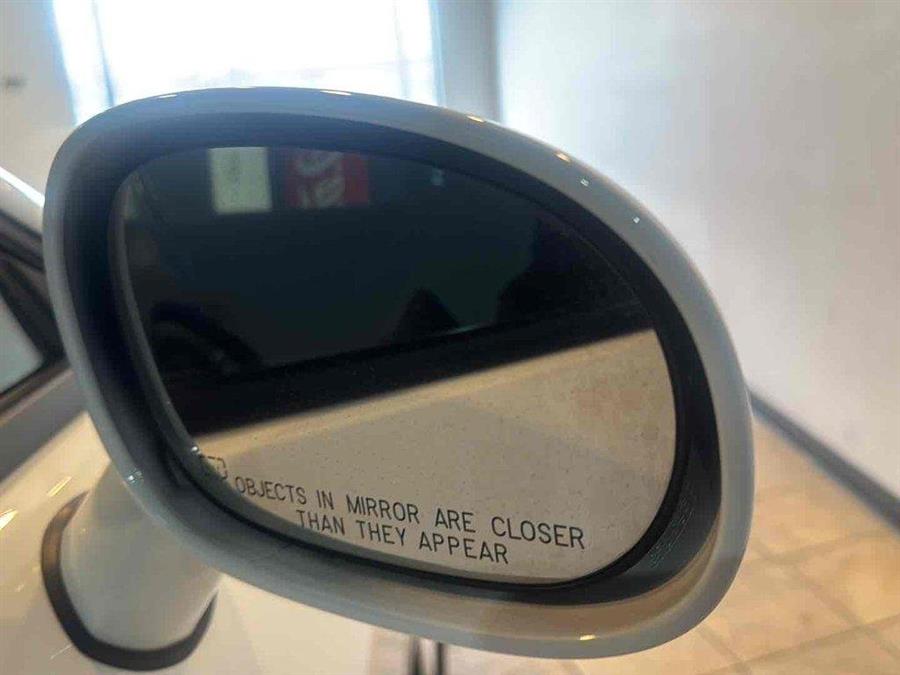 OBJECTS IN MIRROR ARE CLOSER
THAN THEY APPEAR